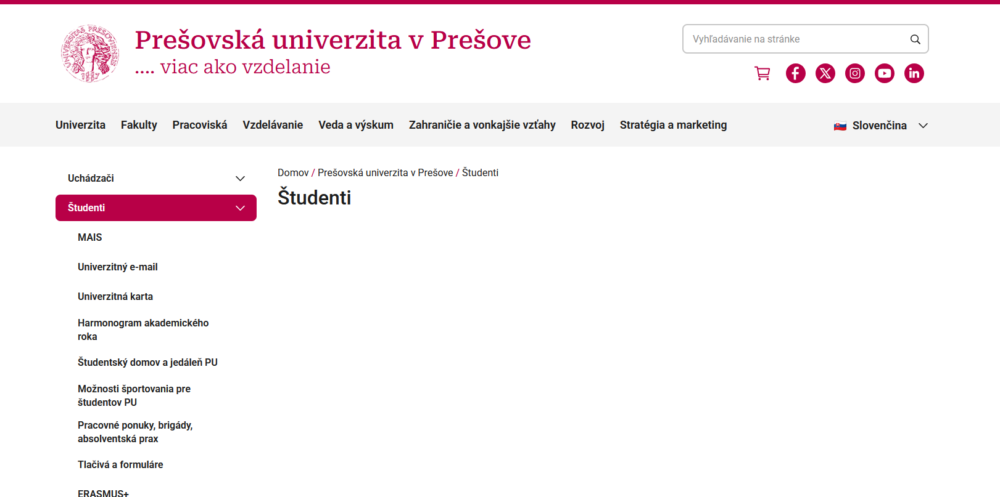 UNIVERSITAS PRESOVIENSIS
1997
Prešovská univerzita v Prešove
.... viac ako vzdelanie
Vyhľadávanie na stránke
Univerzita Fakulty Pracoviská Vzdelávanie Veda a výskum Zahraničie a vonkajšie vzťahy Rozvoj Stratégia a marketing Slovenčina
Uchádzači
Domov / Prešovská univerzita v Prešove / Študenti
Študenti
Študenti
MAIS
Univerzitný e-mail
Univerzitná karta
Harmonogram akademického
roka
Študentský domov a jedáleň PU
Možnosti športovania pre
študentov PU
Pracovné ponuky, brigády,
absolventská prax
Tlačivá a formuláre
ERASMUS+